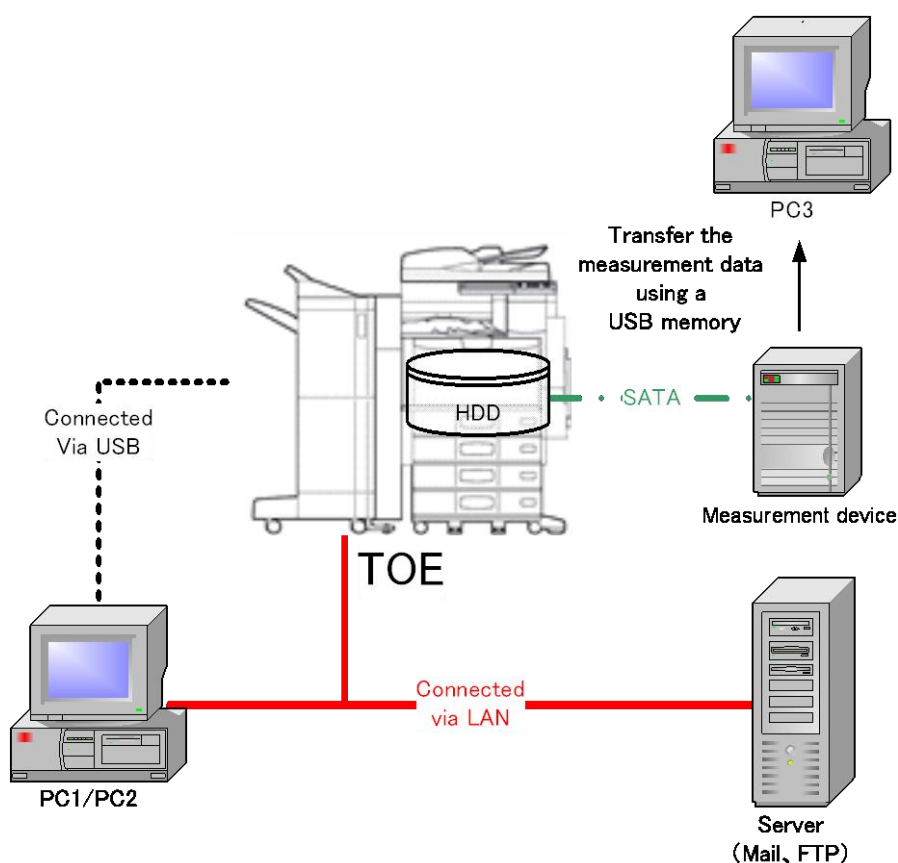 PC3
Transfer the
measurement data
using a
USB memory
HDD
SATA
Measurement device
Connected
Via USB
TOE
Connected
via LAN
PC1/PC2
Server
(Mail、FTP)